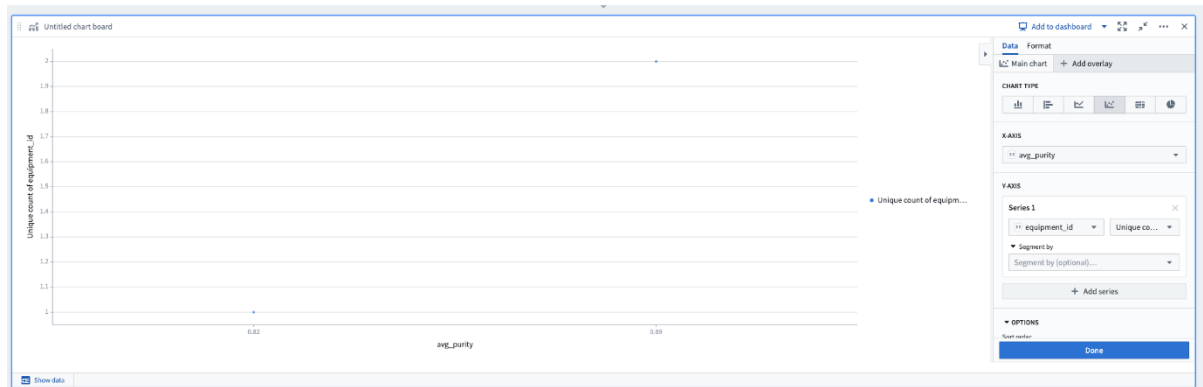 Untitled chart board
Add to dashboard
Data Format
Main chart + Add overlay
CHART TYPE
X-AXIS
avg_purity
Y-AXIS
Series 1
equipment_id Unique co...
Segment by
Segment by (optional)...
+ Add series
OPTIONS
Sort order
Done
Unique count of equipment_id
2
1.9
1.8
1.7
1.6
1.5
1.4
1.3
1.2
1.1
1
0.82 0.89
avg_purity
Unique count of equipm...
Show data